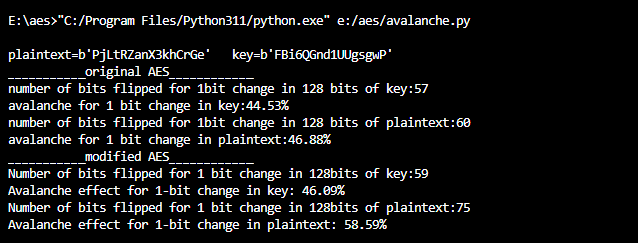 E:\aes>"C:/Program Files/Python311/python.exe" e:/aes/avalanche.py
plaintext=b'PjLtRZanX3khCrGe'   key=b'FBi6QGnd1UUgsgwP'
___________original AES____________
number of bits flipped for 1bit change in 128 bits of key:57
avalanche for 1 bit change in key:44.53%
number of bits flipped for 1bit change in 128 bits of plaintext:60
avalanche for 1 bit change in plaintext:46.88%
___________modified AES____________
Number of bits flipped for 1 bit change in 128bits of key:59
Avalanche effect for 1-bit change in key: 46.09%
Number of bits flipped for 1 bit change in 128bits of plaintext:75
Avalanche effect for 1-bit change in plaintext: 58.59%